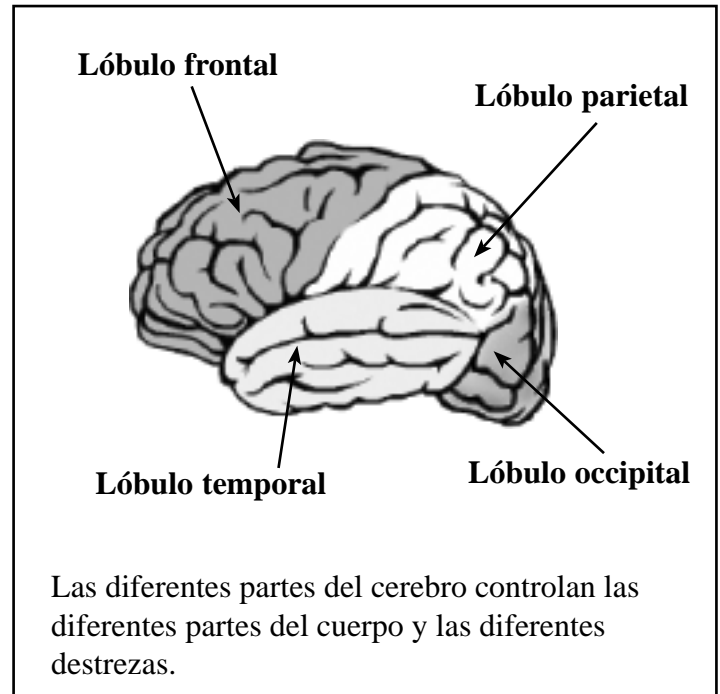 Lóbulo frontal
Lóbulo parietal
Lóbulo temporal
Lóbulo occipital
Las diferentes partes del cerebro controlan las
diferentes partes del cuerpo y las diferentes
destrezas.